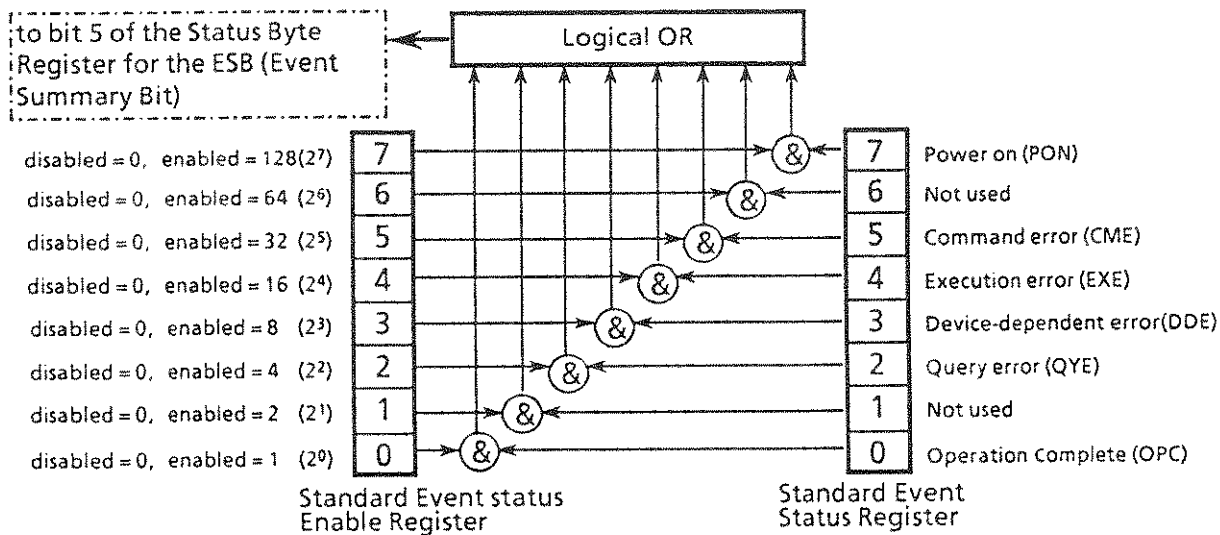 to bit 5 of the Status Byte
Register for the ESB (Event
Summary Bit)
Logical OR
disabled = 0, enabled = 128(2⁷)
7
&
7
Power on (PON)
disabled = 0, enabled = 64 (2⁶)
6
&
6
Not used
disabled = 0, enabled = 32 (2⁵)
5
&
5
Command error (CME)
disabled = 0, enabled = 16 (2⁴)
4
&
4
Execution error (EXE)
disabled = 0, enabled = 8 (2³)
3
&
3
Device-dependent error(DDE)
disabled = 0, enabled = 4 (2²)
2
&
2
Query error (QYE)
disabled = 0, enabled = 2 (2¹)
1
&
1
Not used
disabled = 0, enabled = 1 (2⁰)
0
&
0
Operation Complete (OPC)
Standard Event status
Enable Register
Standard Event
Status Register